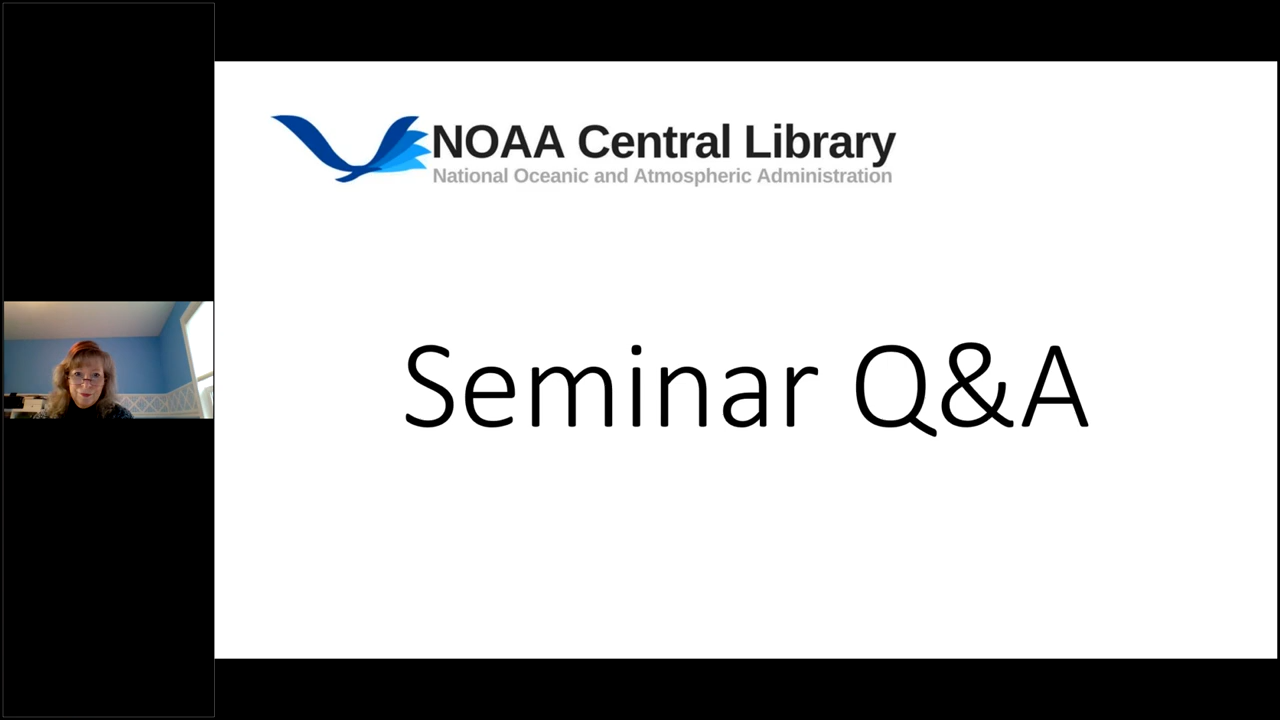 NOAA Central Library
National Oceanic and Atmospheric Administration
Seminar Q&A